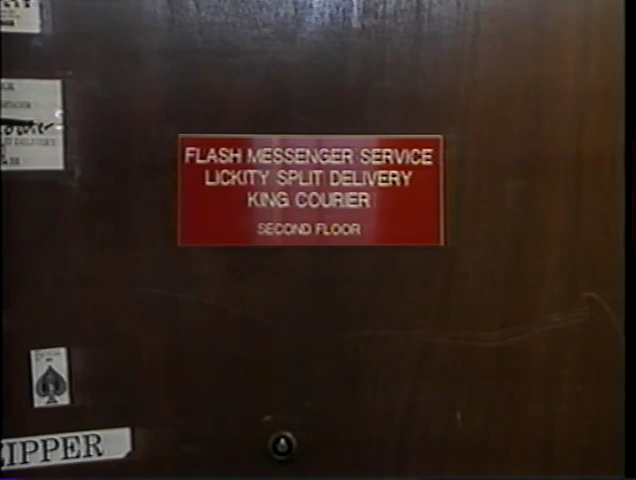 FLASH MESSENGER SERVICE
LICKITY SPLIT DELIVERY
KING COURIER
SECOND FLOOR
IPPER